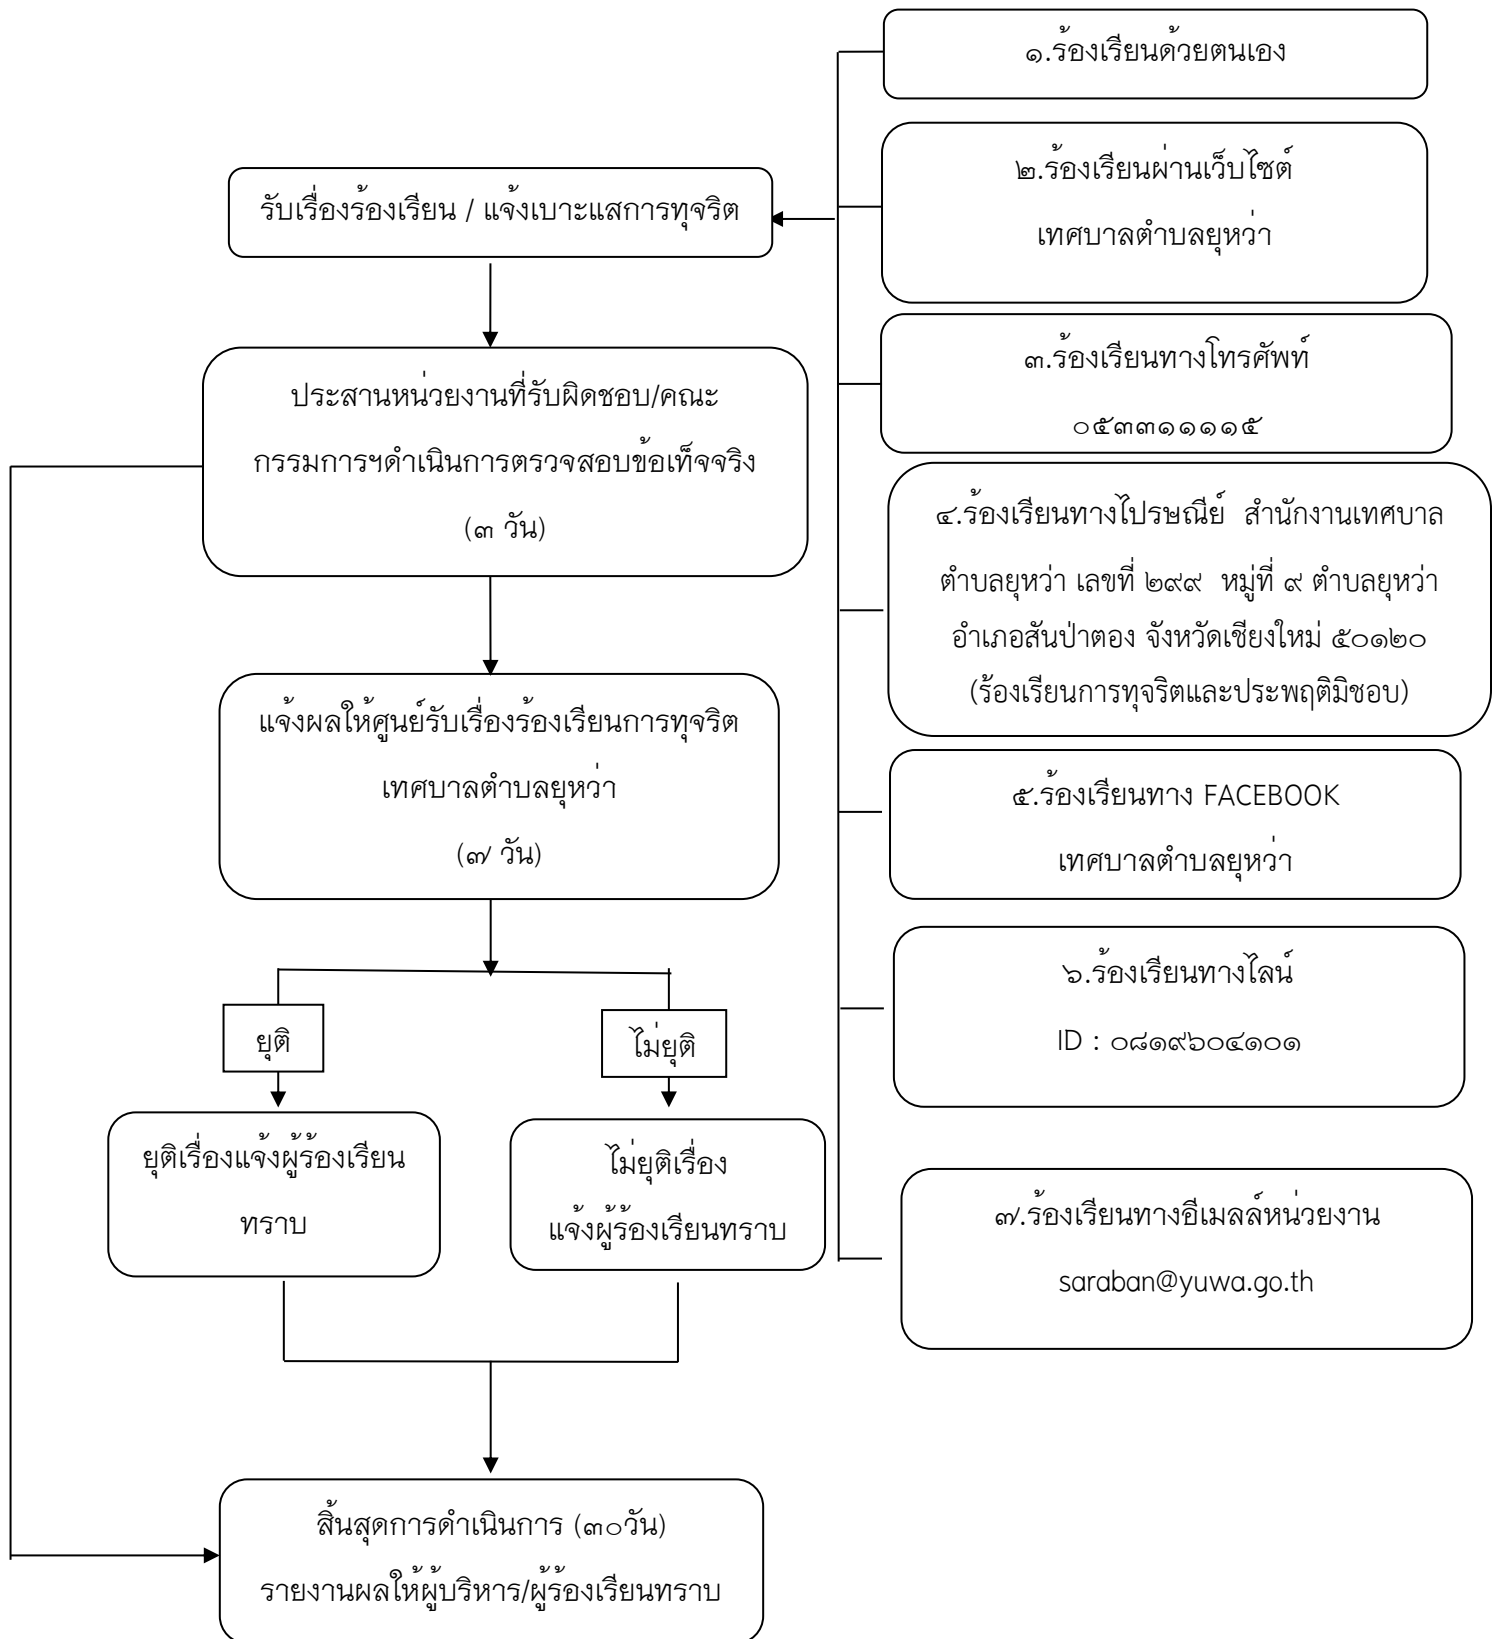 ๑.ร้องเรียนด้วยตนเอง
๒.ร้องเรียนผ่านเว็บไซต์
เทศบาลตำบลยุหว่า
รับเรื่องร้องเรียน / แจ้งเบาะแสการทุจริต
๓.ร้องเรียนทางโทรศัพท์
๐๕๓๓๑๑๑๑๕
ประสานหน่วยงานที่รับผิดชอบ/คณะ
กรรมการฯดำเนินการตรวจสอบข้อเท็จจริง
(๓ วัน)
๔.ร้องเรียนทางไปรษณีย์ สำนักงานเทศบาล
ตำบลยุหว่า เลขที่ ๒๙๙ หมู่ที่ ๙ ตำบลยุหว่า
อำเภอสันป่าตอง จังหวัดเชียงใหม่ ๕๐๑๒๐
(ร้องเรียนการทุจริตและประพฤติมิชอบ)
แจ้งผลให้ศูนย์รับเรื่องร้องเรียนการทุจริต
เทศบาลตำบลยุหว่า
(๗ วัน)
๕.ร้องเรียนทาง FACEBOOK
เทศบาลตำบลยุหว่า
๖.ร้องเรียนทางไลน์
ID : ๐๘๑๙๖๐๔๑๐๑
ยุติ
ไม่ยุติ
ยุติเรื่องแจ้งผู้ร้องเรียน
ทราบ
ไม่ยุติเรื่อง
แจ้งผู้ร้องเรียนทราบ
๗.ร้องเรียนทางอีเมลล์หน่วยงาน
saraban@yuwa.go.th
สิ้นสุดการดำเนินการ (๓๐วัน)
รายงานผลให้ผู้บริหาร/ผู้ร้องเรียนทราบ